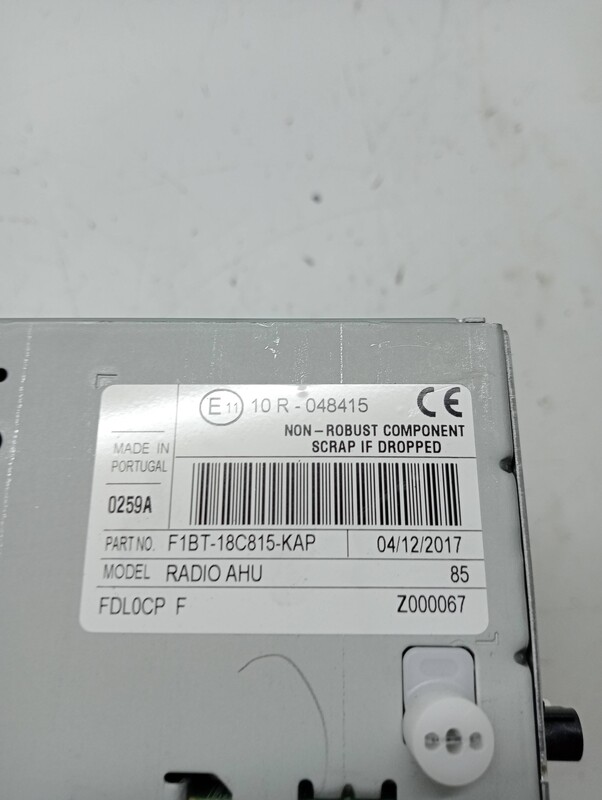 E 11 10 R - 048415 CE
NON-ROBUST COMPONENT
SCRAP IF DROPPED
MADE IN
PORTUGAL
0259A
PART NO. F1BT-18C815-KAP 04/12/2017
MODEL RADIO AHU 85
FDL0CP F Z000067